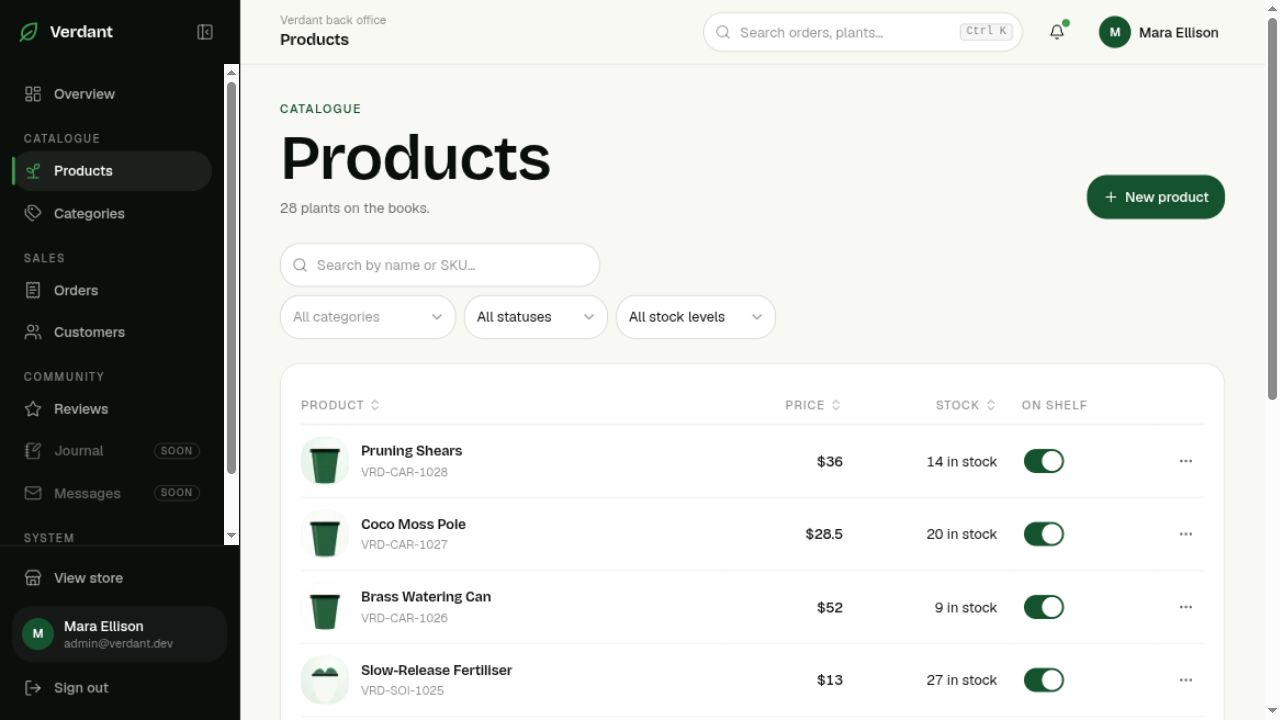 Verdant
Overview
CATALOGUE
Products
Categories
SALES
Orders
Customers
COMMUNITY
Reviews
Journal SOON
Messages SOON
SYSTEM
View store
M Mara Ellison
admin@verdant.dev
Sign out
Verdant back office
Products
Search orders, plants... Ctrl K
M Mara Ellison
CATALOGUE
Products
28 plants on the books.
+ New product
Search by name or SKU...
All categories All statuses All stock levels
PRODUCT PRICE STOCK ON SHELF
Pruning Shears
VRD-CAR-1028
$36 14 in stock
Coco Moss Pole
VRD-CAR-1027
$28.5 20 in stock
Brass Watering Can
VRD-CAR-1026
$52 9 in stock
Slow-Release Fertiliser
VRD-SOI-1025
$13 27 in stock